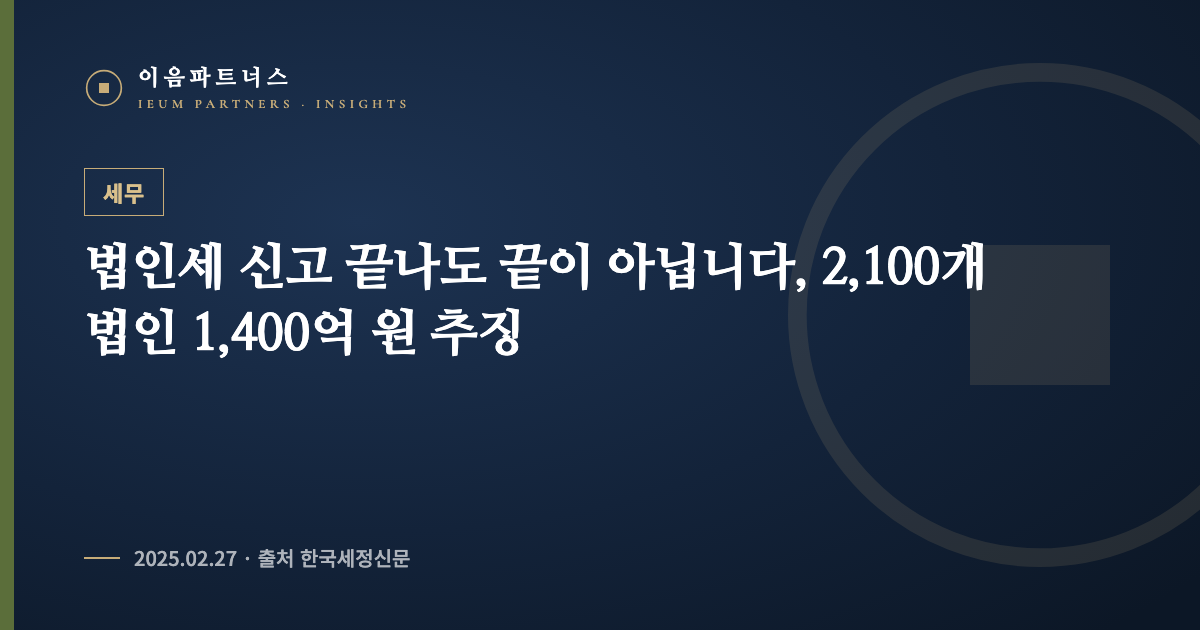 이음파트너스
IEUM PARTNERS · INSIGHTS
세무
법인세 신고 끝나도 끝이 아닙니다, 2,100개
법인 1,400억 원 추징
2025.02.27 · 출처 한국세정신문